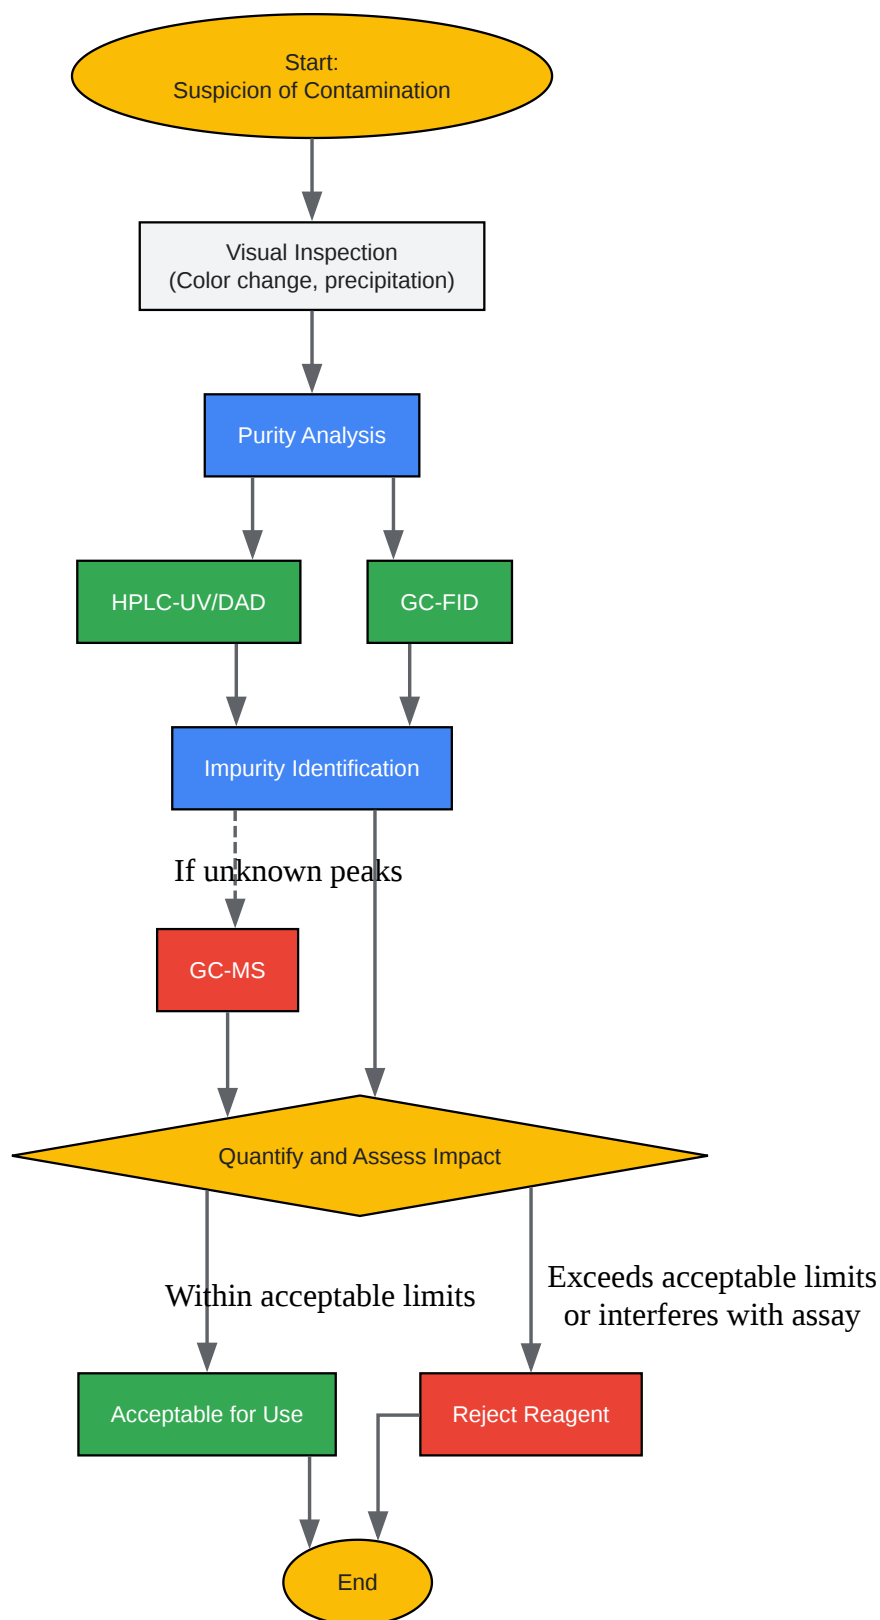 Start:
Suspicion of Contamination
Visual Inspection
(Color change, precipitation)
Purity Analysis
HPLC-UV/DAD
GC-FID
Impurity Identification
If unknown peaks
GC-MS
Quantify and Assess Impact
Within acceptable limits
Exceeds acceptable limits
or interferes with assay
Acceptable for Use
Reject Reagent
End